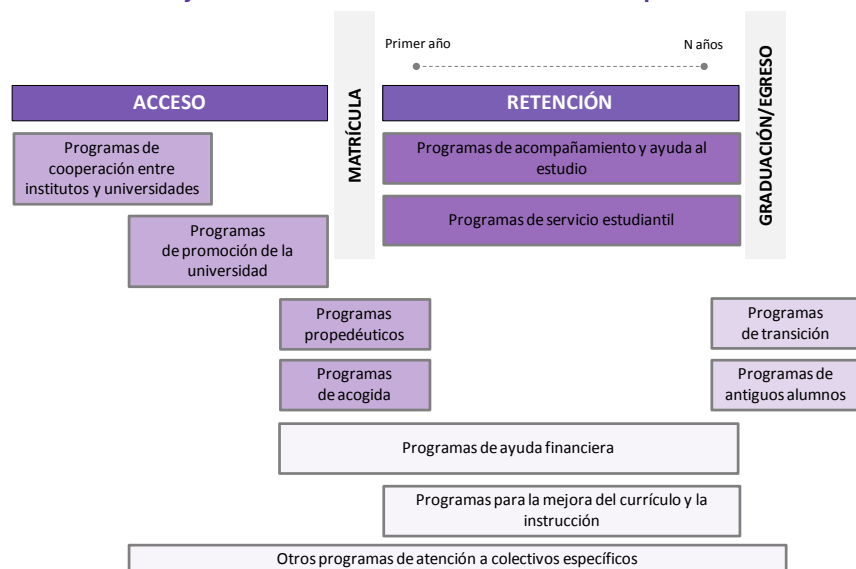 Primer año
N años
ACCESO
MATRÍCULA
RETENCIÓN
GRADUACIÓN/EGRESO
Programas de
cooperación entre
institutos y universidades
Programas de acompañamiento y ayuda al
estudio
Programas
de promoción de la
universidad
Programas de servicio estudiantil
Programas
propedéuticos
Programas
de transición
Programas
de acogida
Programas de
antiguos alumnos
Programas de ayuda financiera
Programas para la mejora del currículo y la
instrucción
Otros programas de atención a colectivos específicos